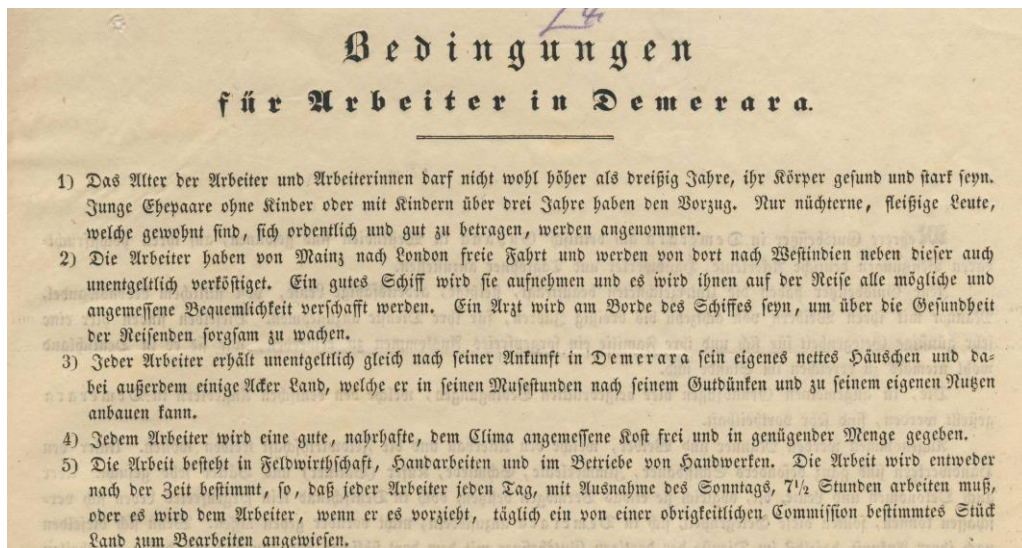 Bedingungen
für Arbeiter in Demerara.
1) Das Alter der Arbeiter und Arbeiterinnen darf nicht wohl höher als dreißig Jahre, ihr Körper gesund und stark seyn.
Junge Ehepaare ohne Kinder oder mit Kindern über drei Jahre haben den Vorzug. Nur nüchterne, fleißige Leute,
welche gewohnt sind, sich ordentlich und gut zu betragen, werden angenommen.
2) Die Arbeiter haben von Mainz nach London freie Fahrt und werden von dort nach Westindien neben dieser auch
unentgeltlich verköstiget. Ein gutes Schiff wird sie aufnehmen und es wird ihnen auf der Reise alle mögliche und
angemessene Bequemlichkeit verschafft werden. Ein Arzt wird am Borde des Schiffes seyn, um über die Gesundheit
der Reisenden sorgsam zu wachen.
3) Jeder Arbeiter erhält unentgeltlich gleich nach seiner Ankunft in Demerara sein eigenes nettes Häuschen und da-
bei außerdem einige Acker Land, welche er in seinen Musestunden nach seinem Gutdünken und zu seinem eigenen Nutzen
anbauen kann.
4) Jedem Arbeiter wird eine gute, nahrhafte, dem Clima angemessene Kost frei und in genügender Menge gegeben.
5) Die Arbeit besteht in Feldwirthschaft, Handarbeiten und im Betriebe von Handwerken. Die Arbeit wird entweder
nach der Zeit bestimmt, so, daß jeder Arbeiter jeden Tag, mit Ausnahme des Sonntags, 7½ Stunden arbeiten muß,
oder es wird dem Arbeiter, wenn er es vorzieht, täglich ein von einer obrigkeitlichen Commission bestimmtes Stück
Land zum Bearbeiten angewiesen.